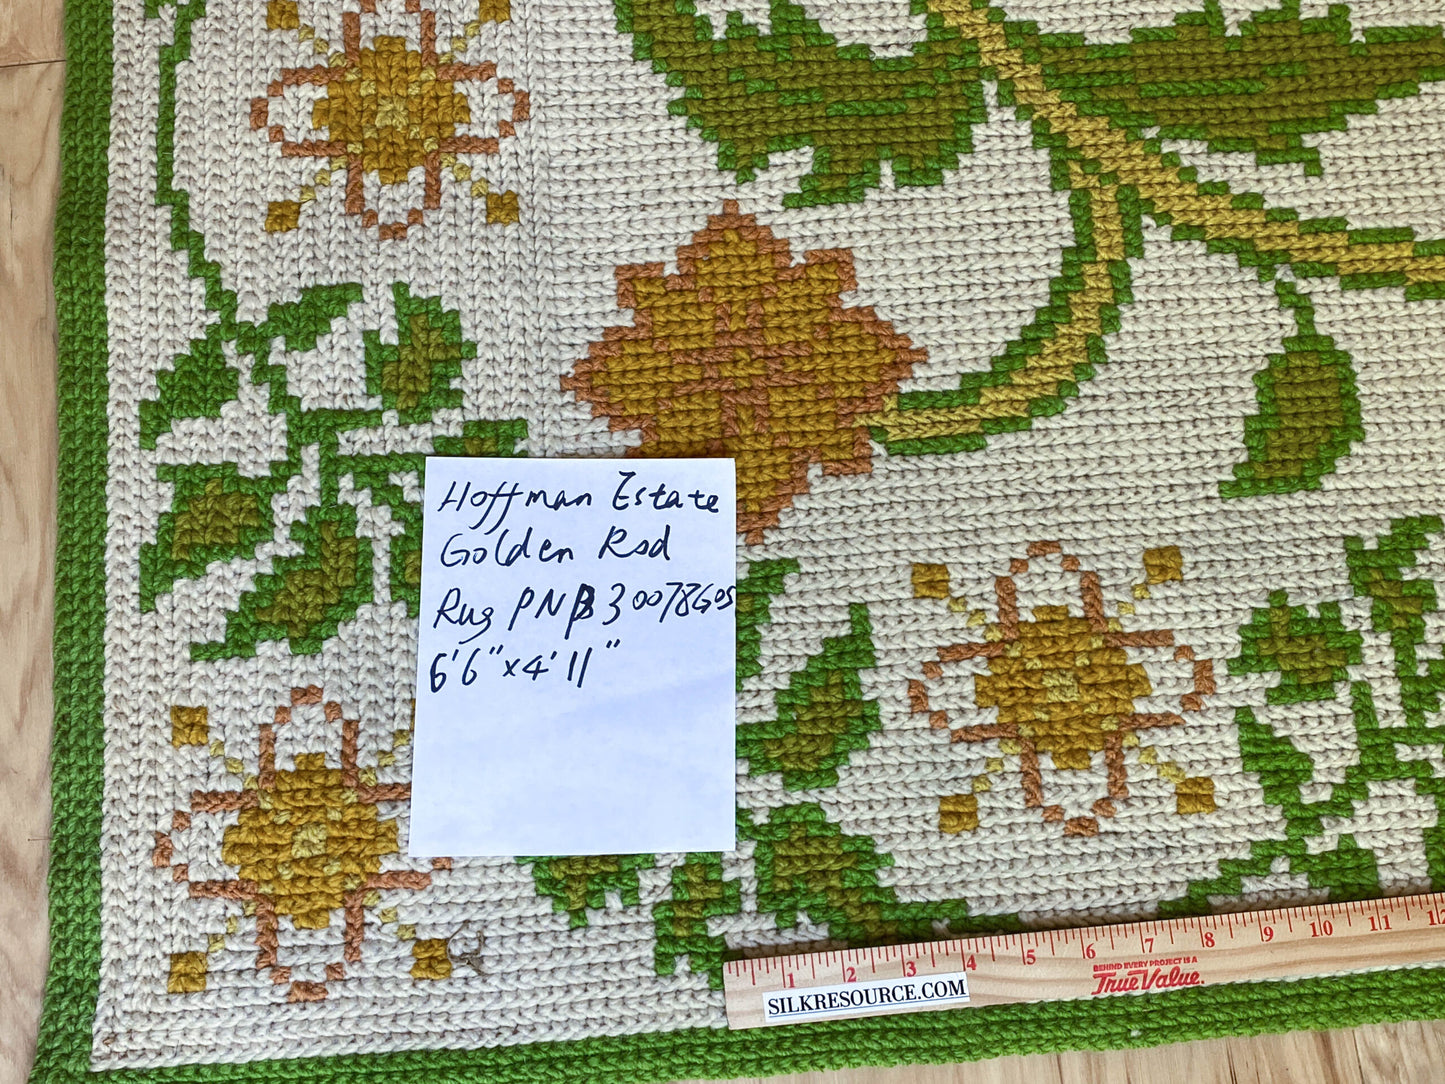 Hoffman Estate
Golden Rod
Rug PNB30078G05
6'6"x4'11"
1 2 3 4 5 6 7 8 9 10 11 12
BEHIND EVERY PROJECT IS A
True Value.
SILKRESOURCE.COM